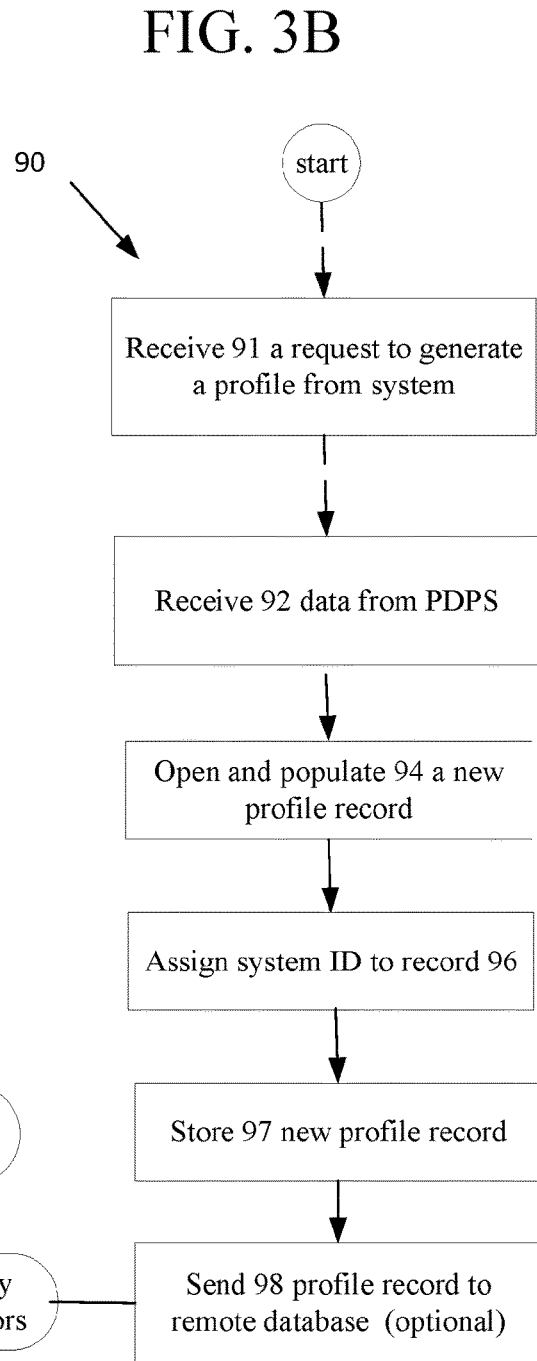 FIG. 3B
90
start
Receive 91 a request to generate
a profile from system
Receive 92 data from PDPS
Open and populate 94 a new
profile record
Assign system ID to record 96
Store 97 new profile record
Send 98 profile record to
remote database (optional)